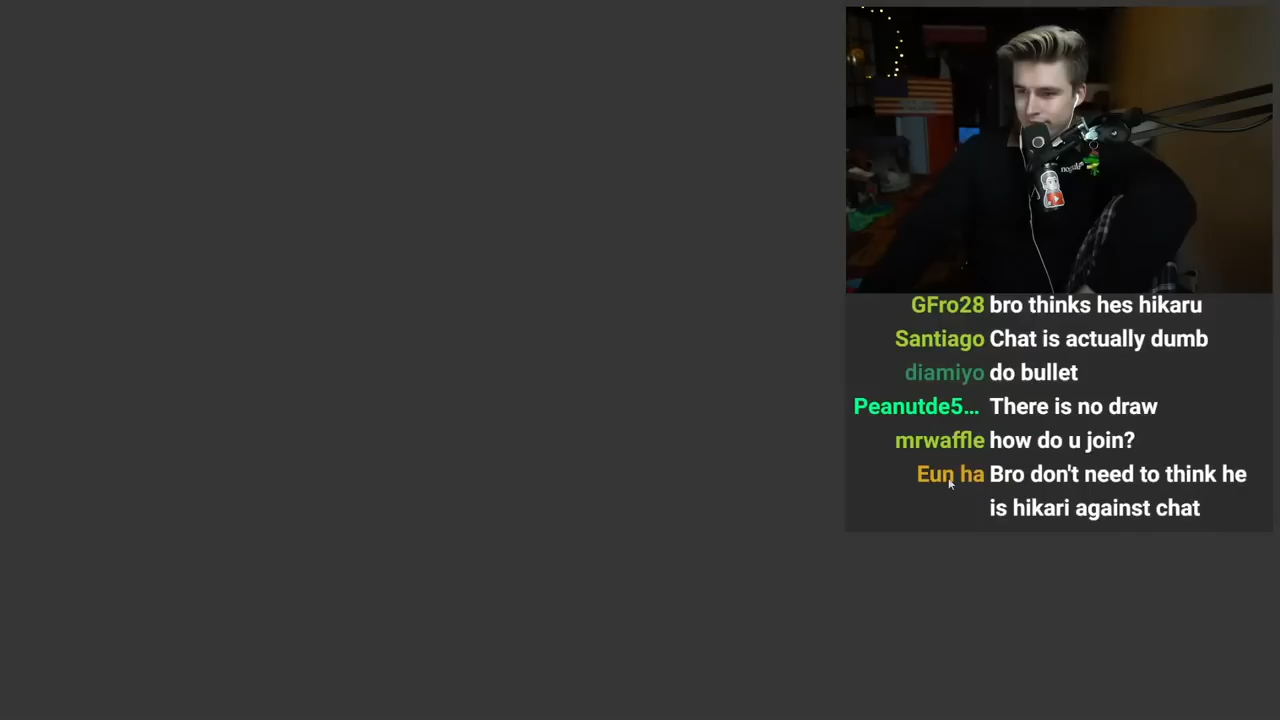 GFro28 bro thinks hes hikaru
Santiago Chat is actually dumb
diamiyo do bullet
Peanutde5... There is no draw
mrwaffle how do u join?
Eun ha Bro don't need to think he
is hikari against chat